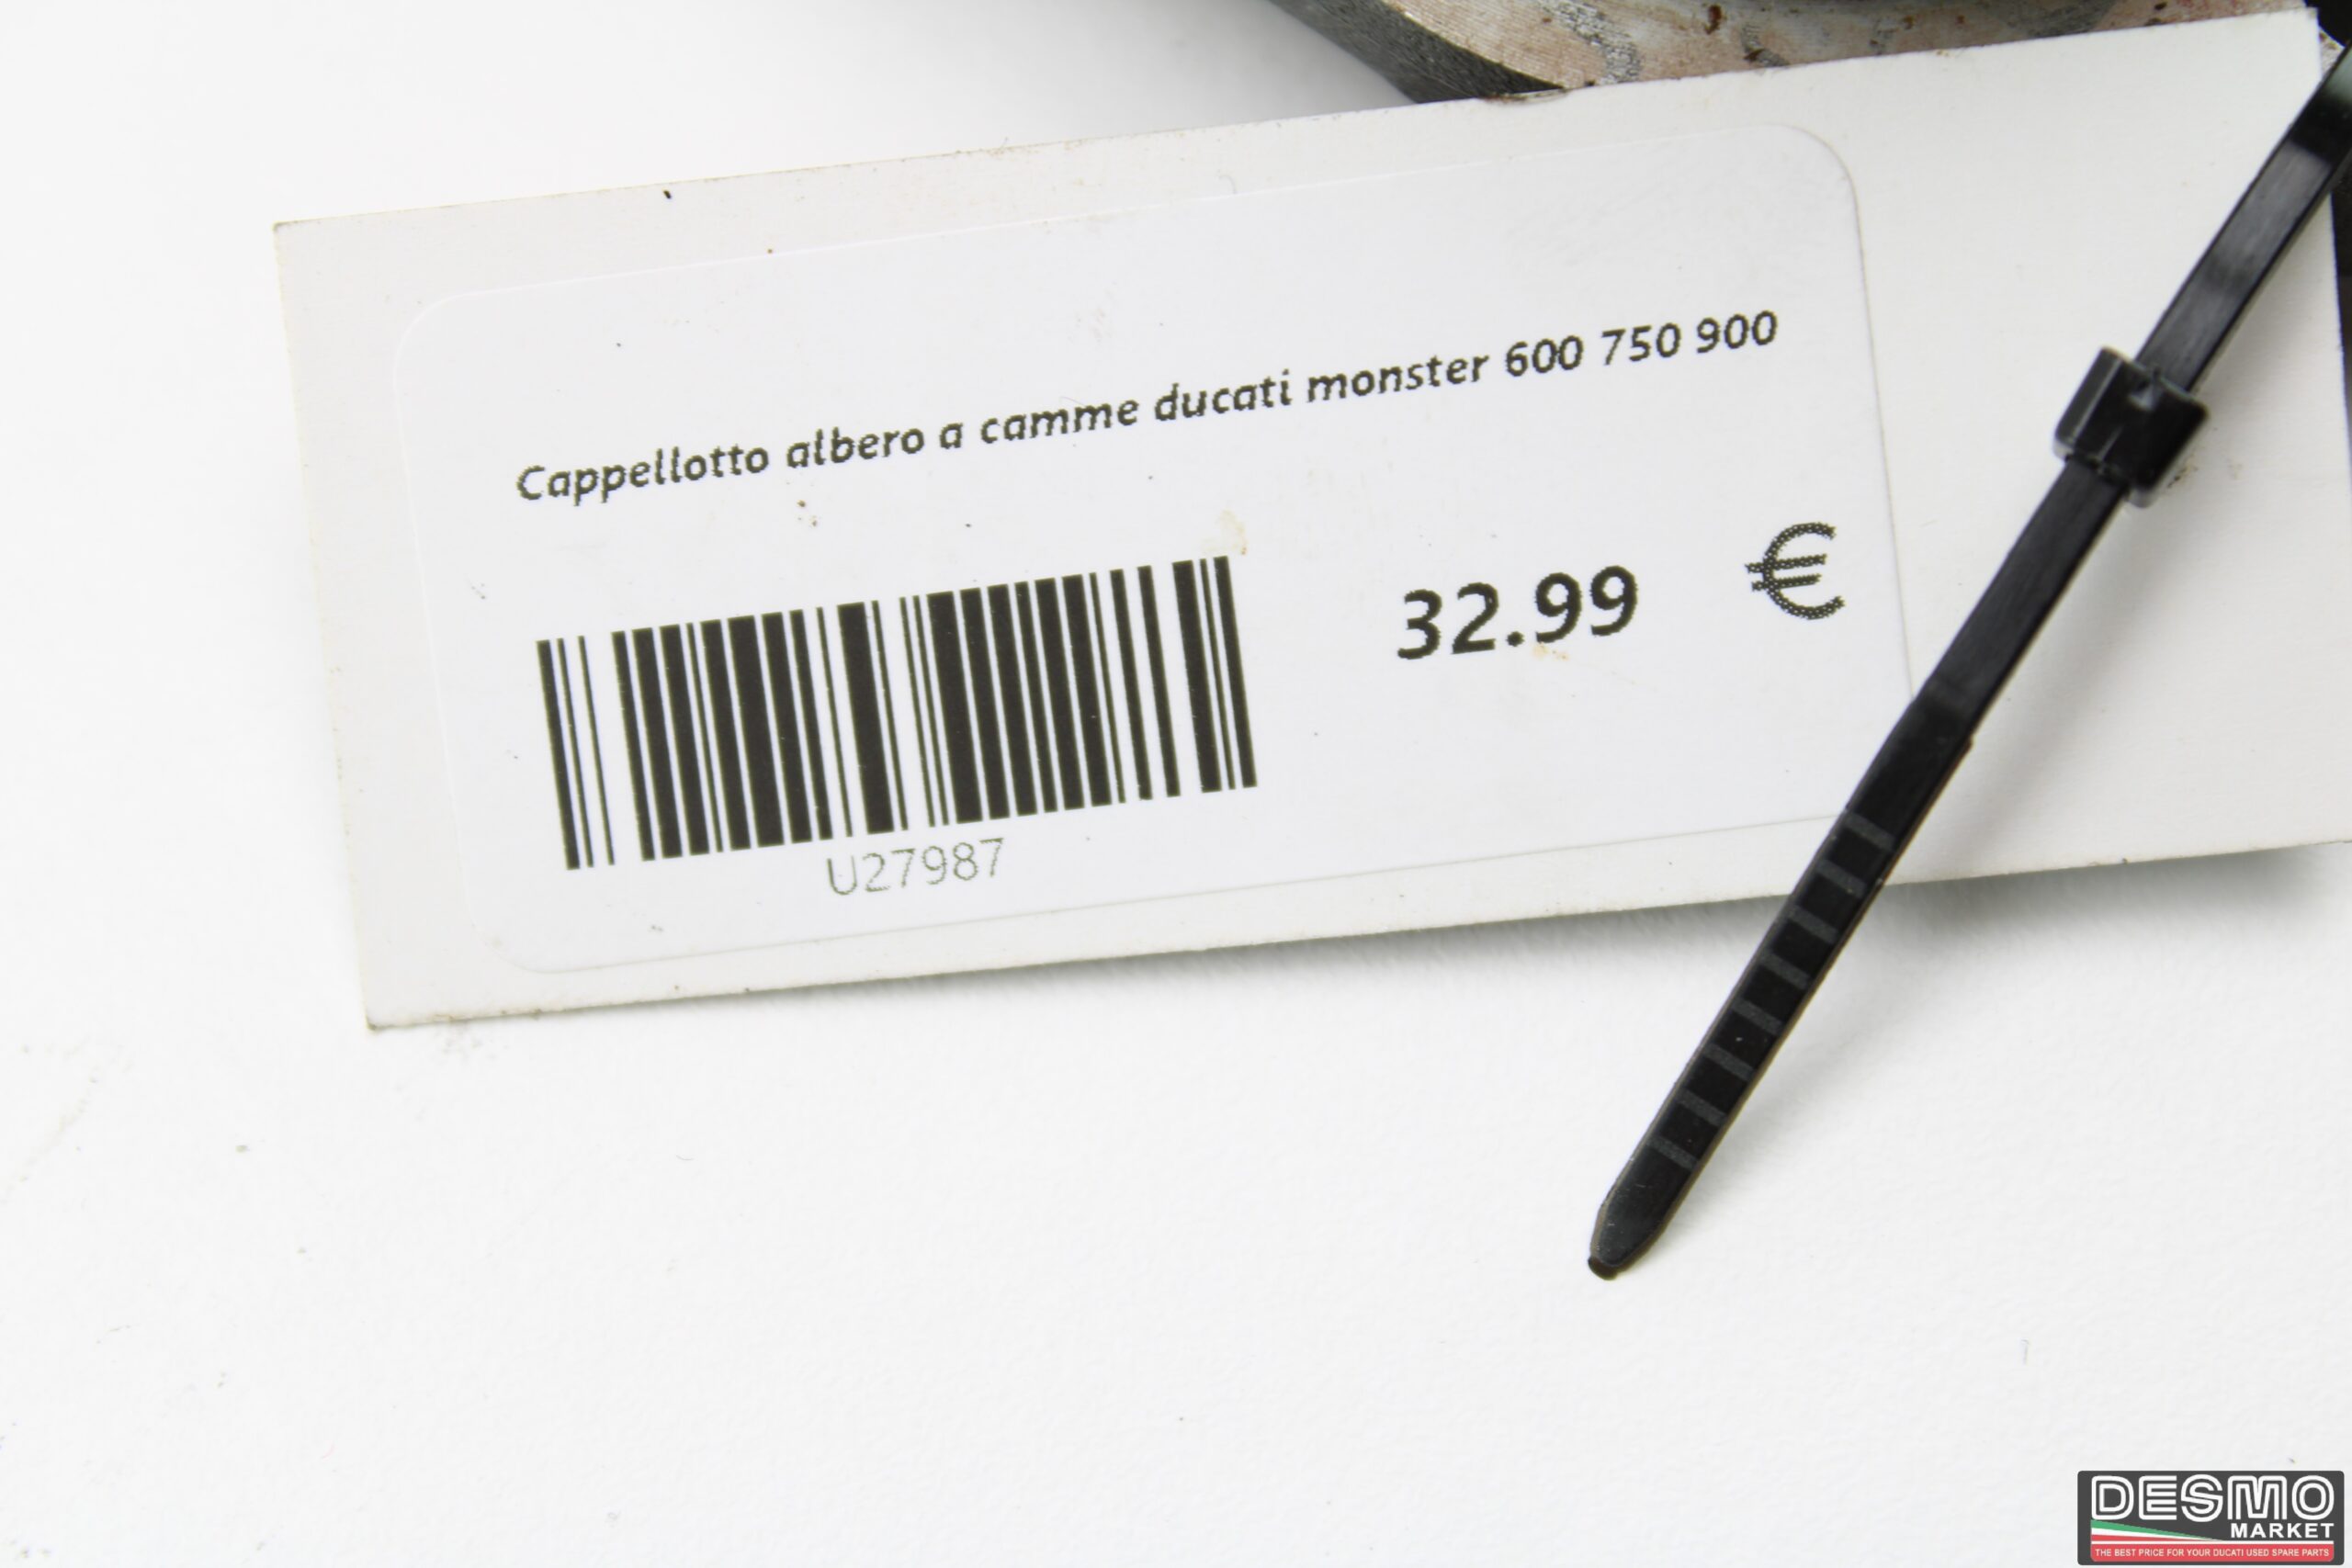 Cappellotto albero a camme ducati monster 600 750 900
32.99 €
U27987
DESMO
MARKET
THE BEST PRICE FOR YOUR DUCATI USED SPARE PARTS